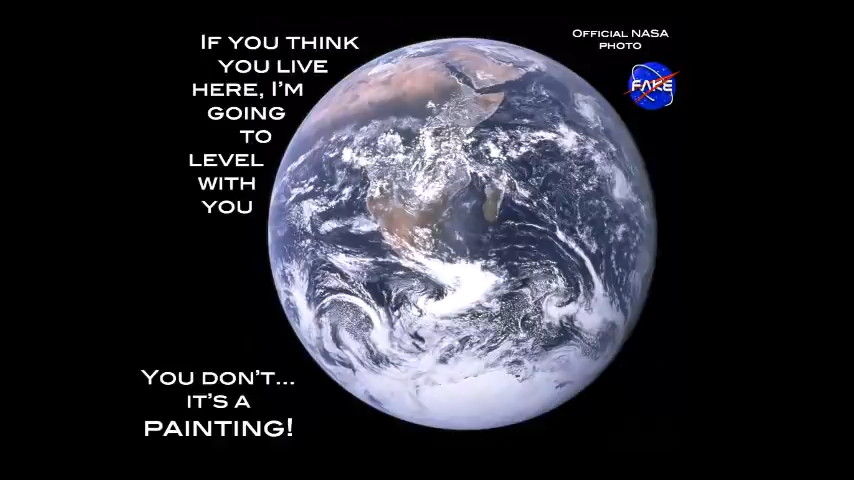 If you think
you live
here, I'm
going
to
level
with
you
Official NASA
photo
FAKE
You don't...
it's a
painting!